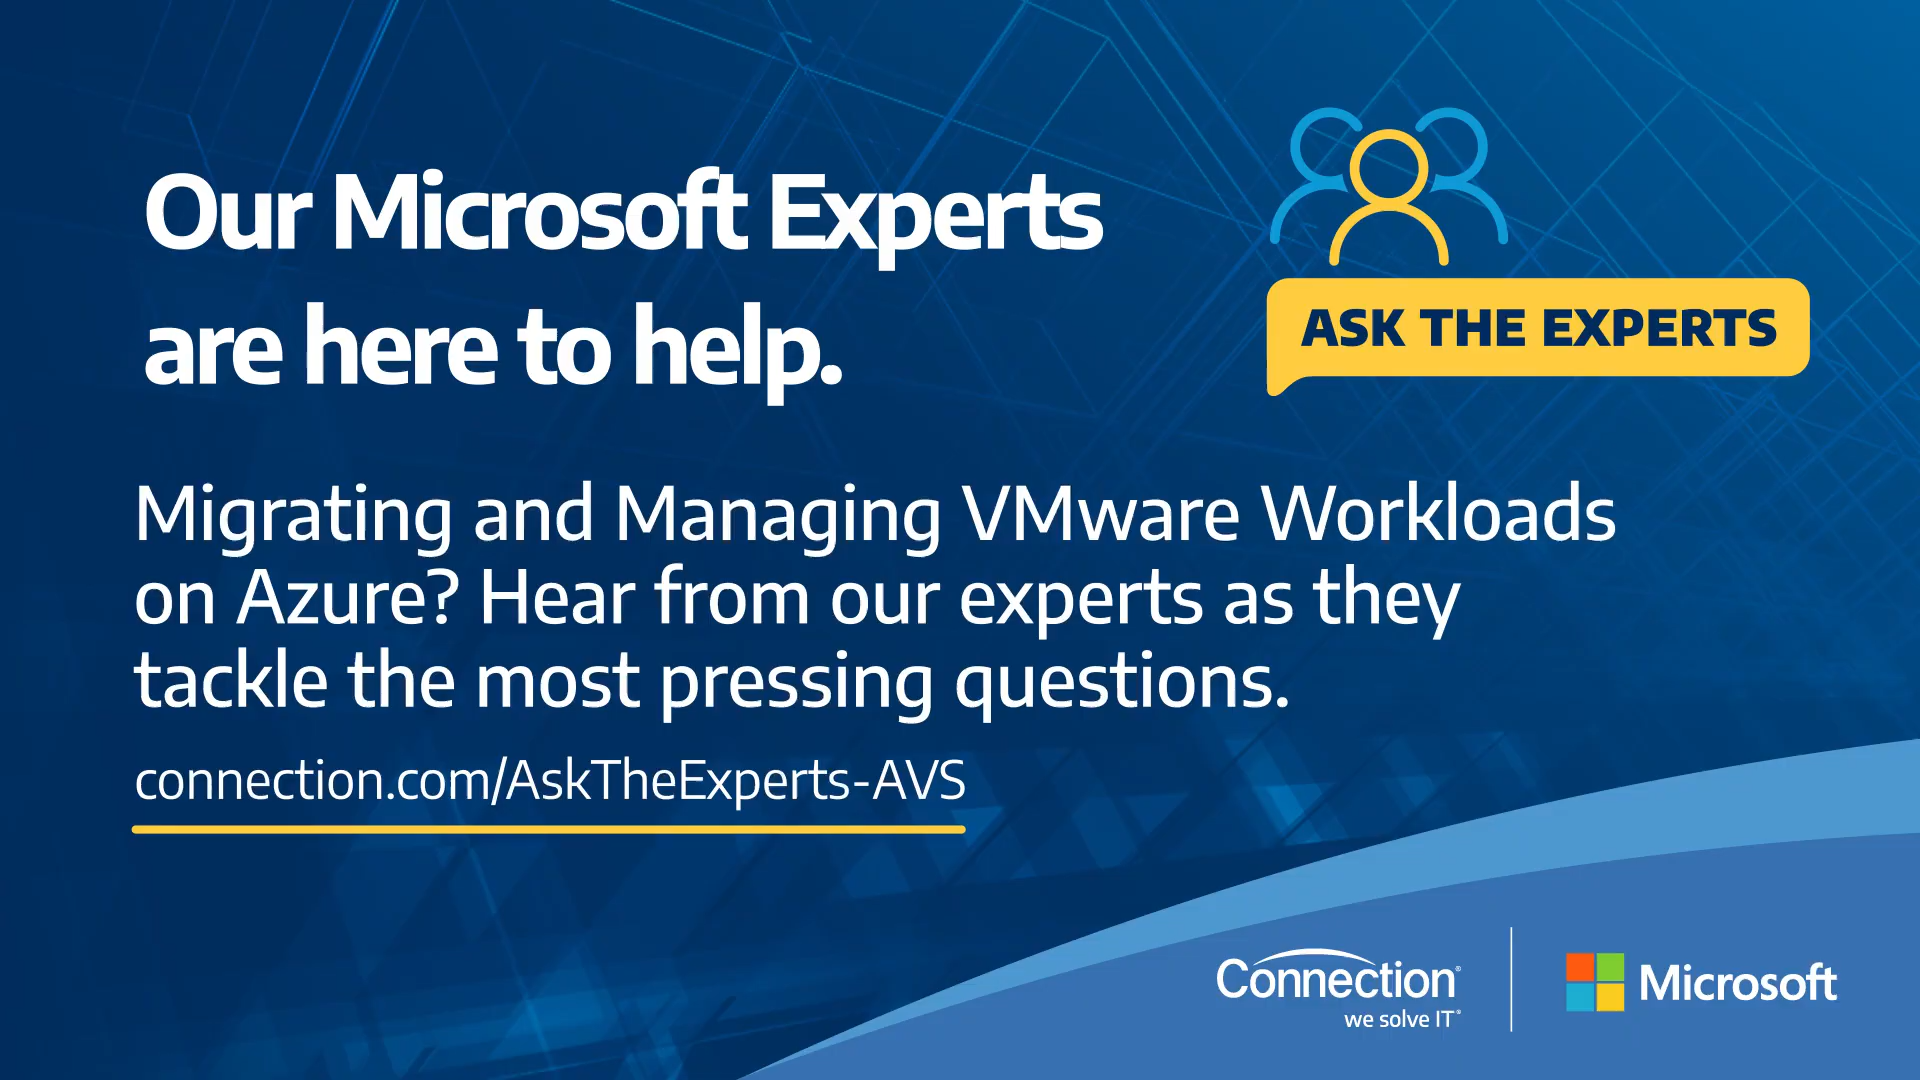 Our Microsoft Experts
are here to help.
ASK THE EXPERTS
Migrating and Managing VMware Workloads
on Azure? Hear from our experts as they
tackle the most pressing questions.
connection.com/AskTheExperts-AVS
Connection®
we solve IT®
Microsoft